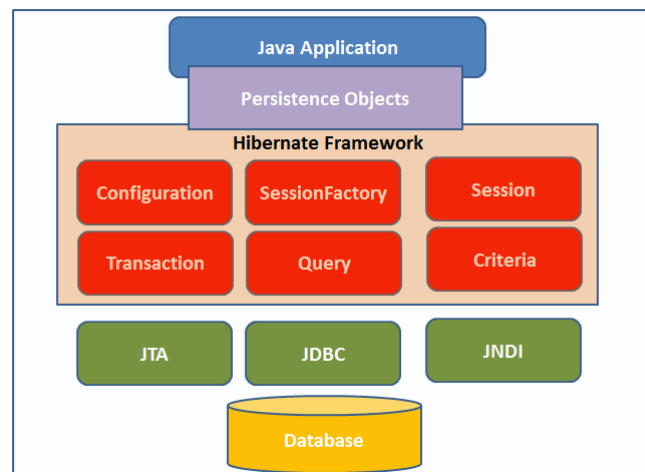 Java Application
Persistence Objects
Hibernate Framework
Configuration
SessionFactory
Session
Transaction
Query
Criteria
JTA
JDBC
JNDI
Database